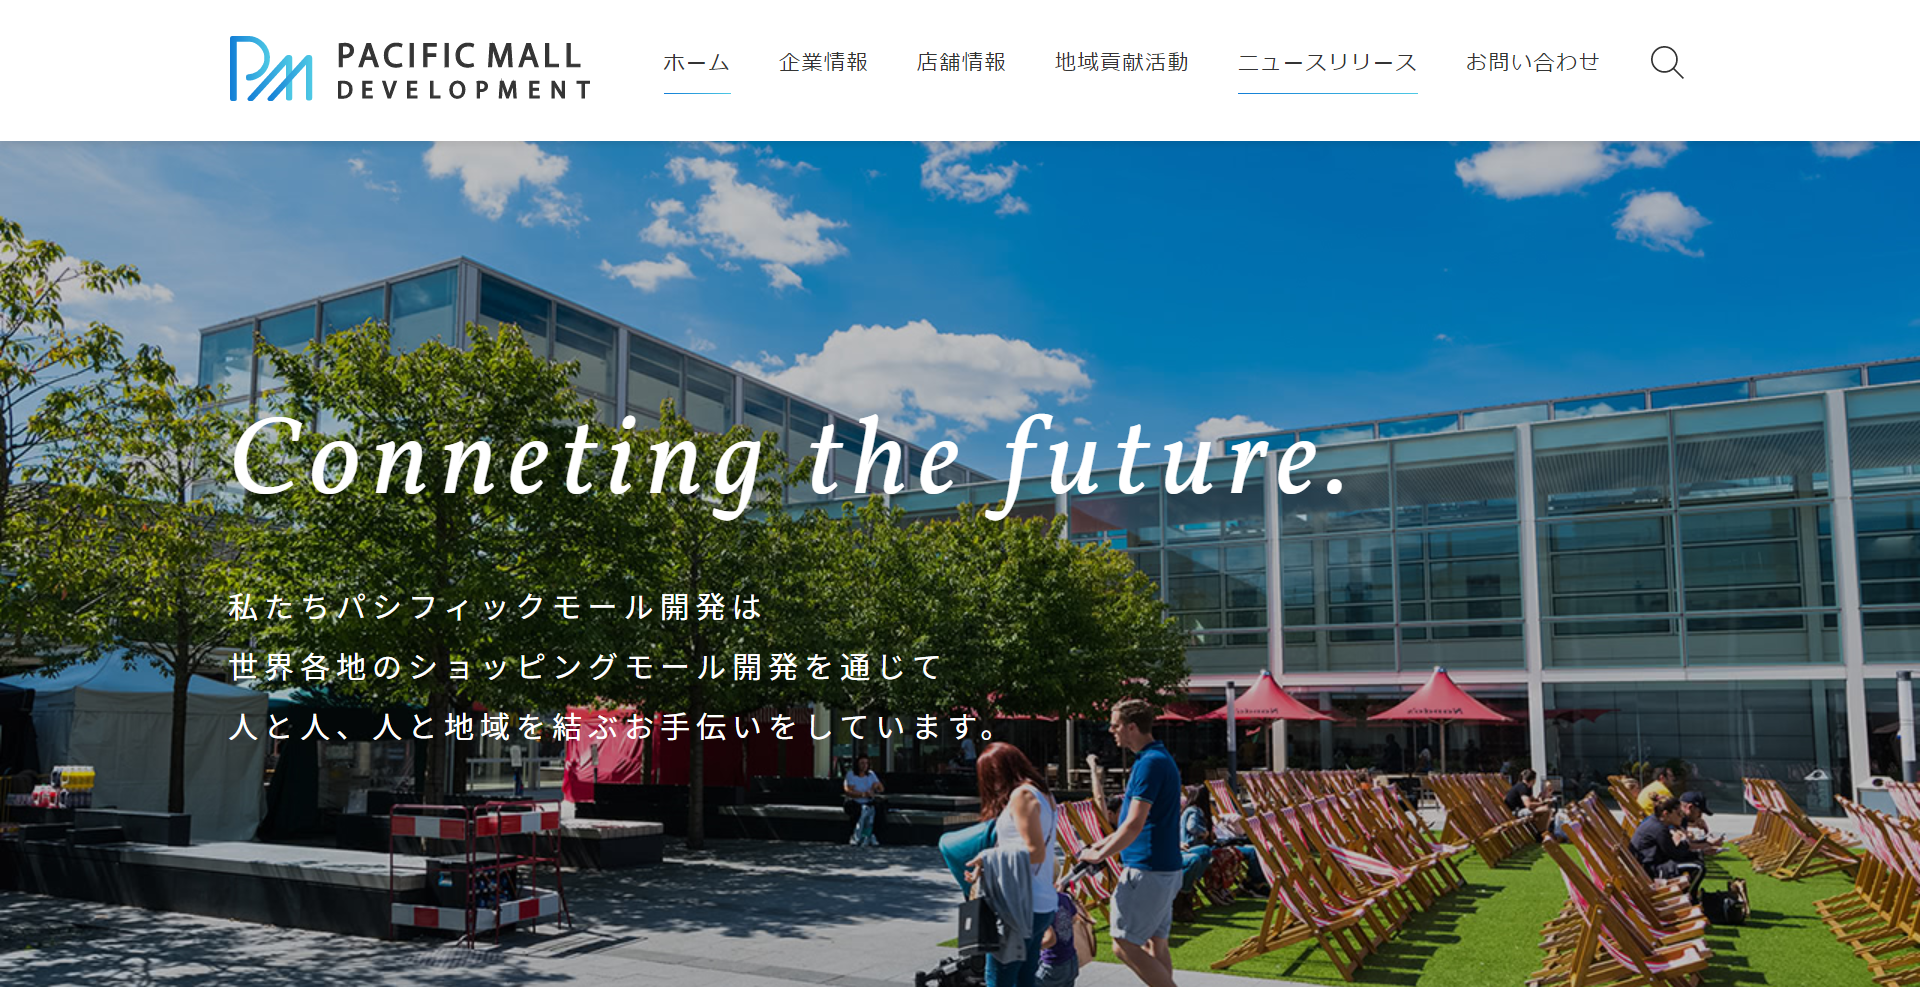 PACIFIC MALL
DEVELOPMENT
ホーム 企業情報 店舗情報 地域貢献活動 ニュースリリース お問い合わせ
Conneting the future.
私たちパシフィックモール開発は
世界各地のショッピングモール開発を通じて
人と人、人と地域を結ぶお手伝いをしています。